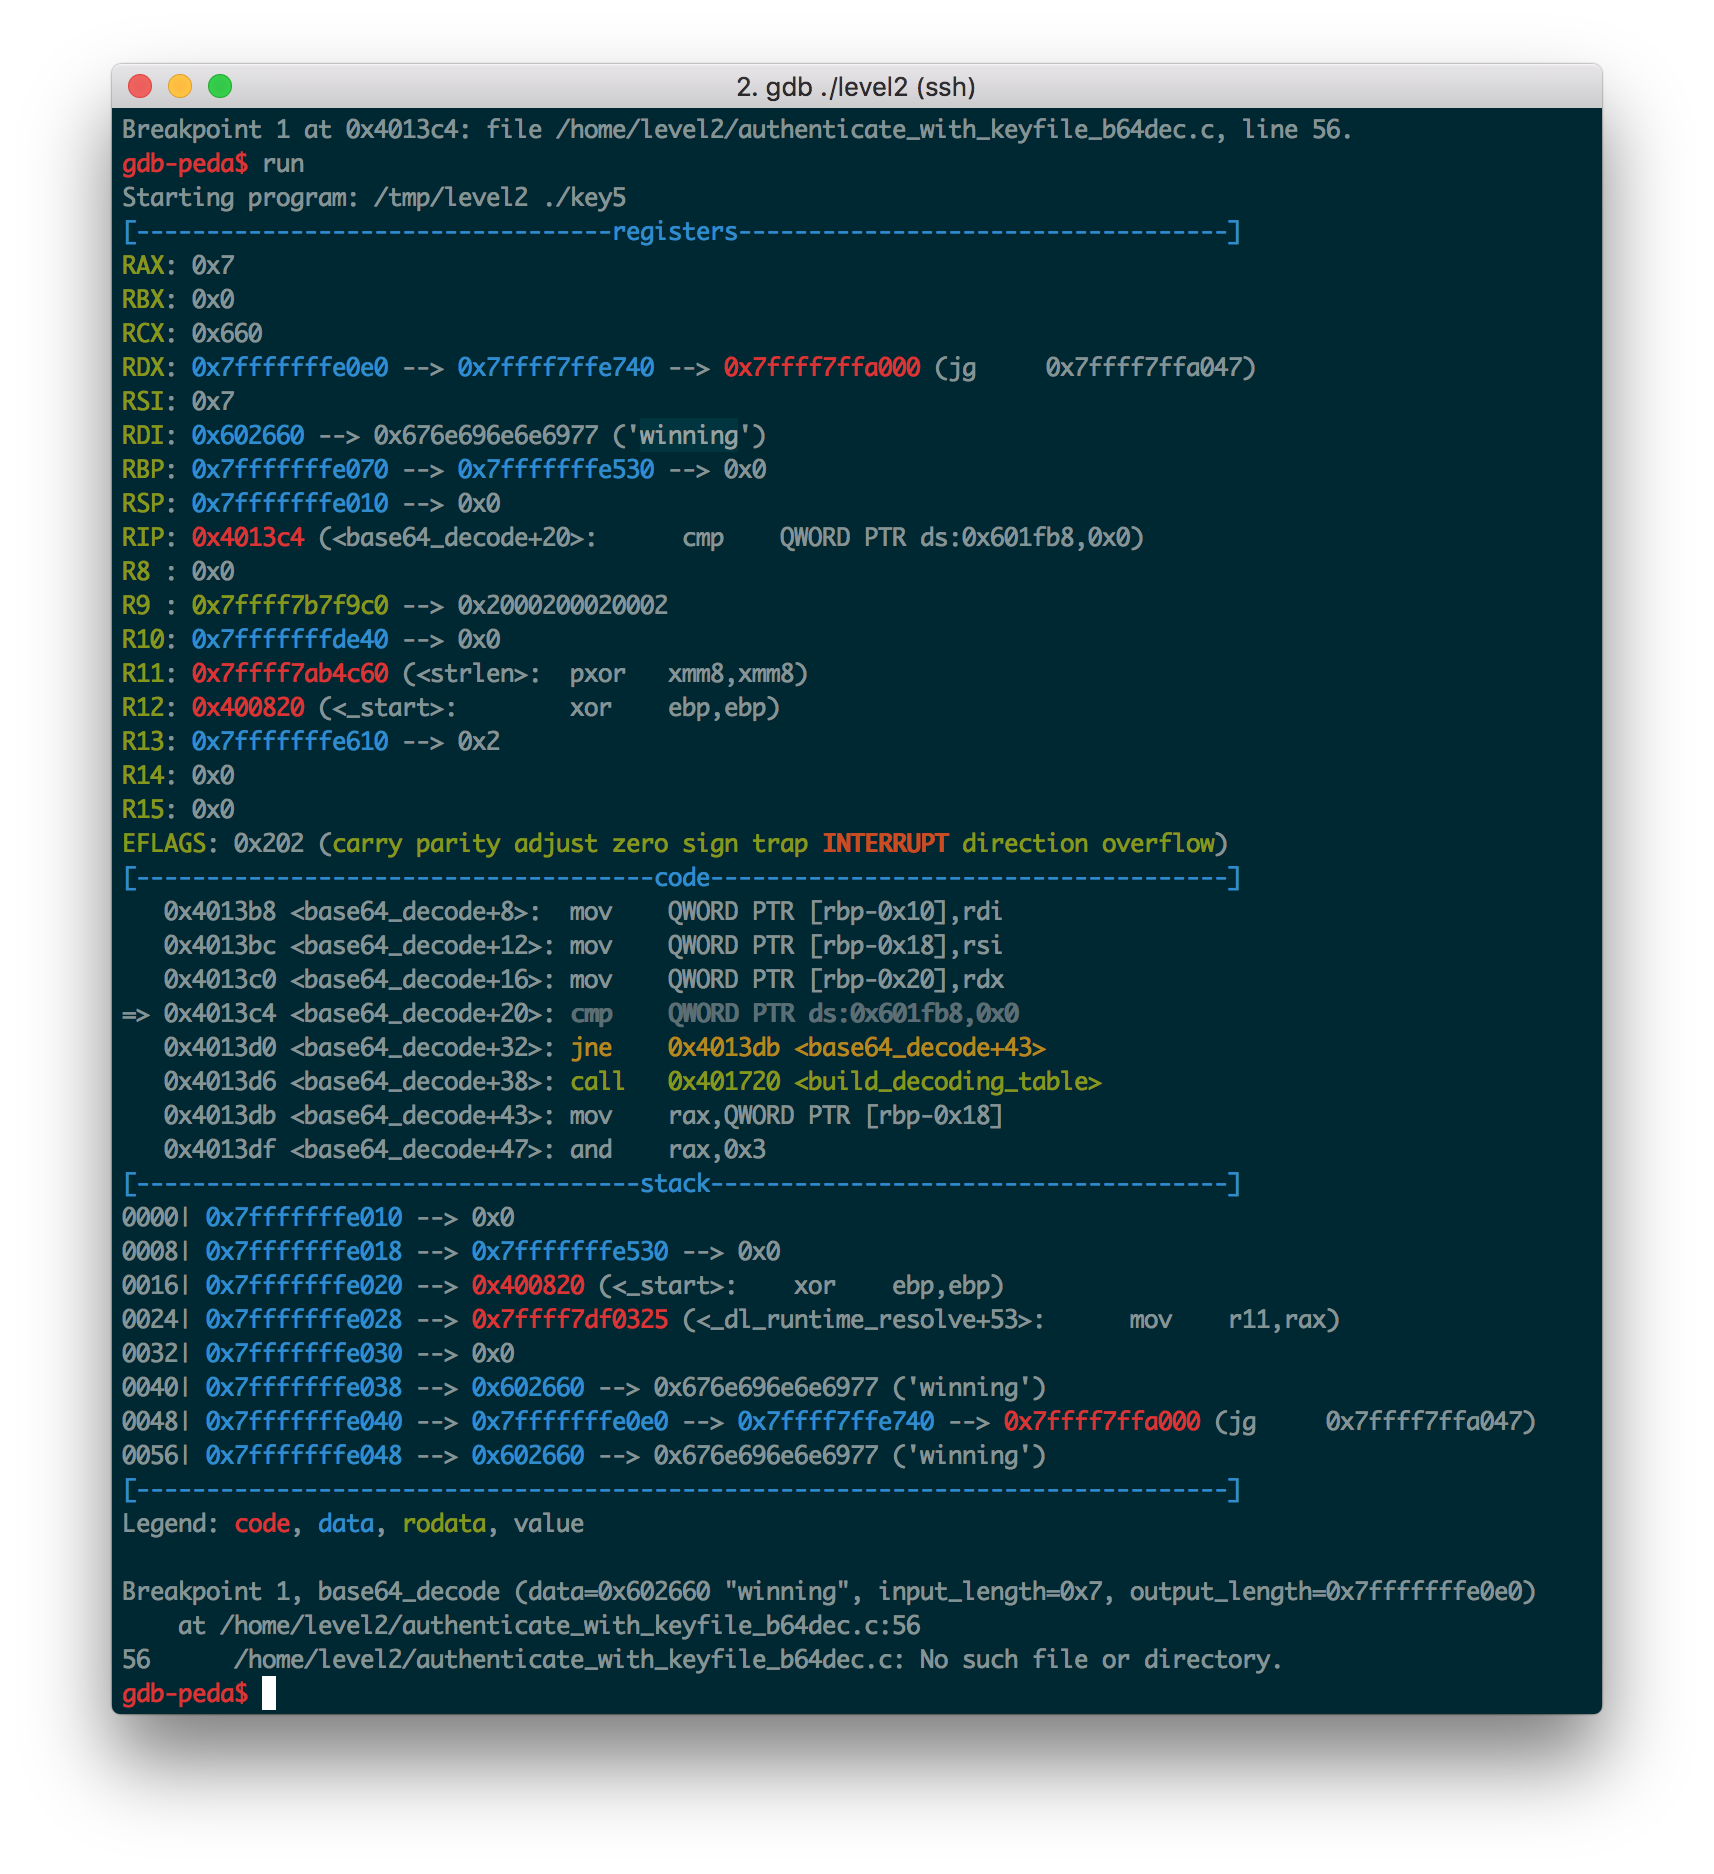 2. gdb ./level2 (ssh)
Breakpoint 1 at 0x4013c4: file /home/level2/authenticate_with_keyfile_b64dec.c, line 56.
gdb-peda$ run
Starting program: /tmp/level2 ./key5
[----------------------------------registers-----------------------------------]
RAX: 0x7
RBX: 0x0
RCX: 0x660
RDX: 0x7fffffffe0e0 --> 0x7ffff7ffe740 --> 0x7ffff7ffa000 (jg     0x7ffff7ffa047)
RSI: 0x7
RDI: 0x602660 --> 0x676e696e6e6977 ('winning')
RBP: 0x7fffffffe070 --> 0x7fffffffe530 --> 0x0
RSP: 0x7fffffffe010 --> 0x0
RIP: 0x4013c4 (<base64_decode+20>:      cmp    QWORD PTR ds:0x601fb8,0x0)
R8 : 0x0
R9 : 0x7ffff7b7f9c0 --> 0x2000200020002
R10: 0x7fffffffde40 --> 0x0
R11: 0x7ffff7ab4c60 (<strlen>:  pxor   xmm8,xmm8)
R12: 0x400820 (<_start>:        xor    ebp,ebp)
R13: 0x7fffffffe610 --> 0x2
R14: 0x0
R15: 0x0
EFLAGS: 0x202 (carry parity adjust zero sign trap INTERRUPT direction overflow)
[-------------------------------------code-------------------------------------]
   0x4013b8 <base64_decode+8>:  mov    QWORD PTR [rbp-0x10],rdi
   0x4013bc <base64_decode+12>: mov    QWORD PTR [rbp-0x18],rsi
   0x4013c0 <base64_decode+16>: mov    QWORD PTR [rbp-0x20],rdx
=> 0x4013c4 <base64_decode+20>: cmp    QWORD PTR ds:0x601fb8,0x0
   0x4013d0 <base64_decode+32>: jne    0x4013db <base64_decode+43>
   0x4013d6 <base64_decode+38>: call   0x401720 <build_decoding_table>
   0x4013db <base64_decode+43>: mov    rax,QWORD PTR [rbp-0x18]
   0x4013df <base64_decode+47>: and    rax,0x3
[------------------------------------stack-------------------------------------]
0000| 0x7fffffffe010 --> 0x0
0008| 0x7fffffffe018 --> 0x7fffffffe530 --> 0x0
0016| 0x7fffffffe020 --> 0x400820 (<_start>:    xor    ebp,ebp)
0024| 0x7fffffffe028 --> 0x7ffff7df0325 (<_dl_runtime_resolve+53>:      mov    r11,rax)
0032| 0x7fffffffe030 --> 0x0
0040| 0x7fffffffe038 --> 0x602660 --> 0x676e696e6e6977 ('winning')
0048| 0x7fffffffe040 --> 0x7fffffffe0e0 --> 0x7ffff7ffe740 --> 0x7ffff7ffa000 (jg     0x7ffff7ffa047)
0056| 0x7fffffffe048 --> 0x602660 --> 0x676e696e6e6977 ('winning')
[------------------------------------------------------------------------------]
Legend: code, data, rodata, value
Breakpoint 1, base64_decode (data=0x602660 "winning", input_length=0x7, output_length=0x7fffffffe0e0)
    at /home/level2/authenticate_with_keyfile_b64dec.c:56
56      /home/level2/authenticate_with_keyfile_b64dec.c: No such file or directory.
gdb-peda$